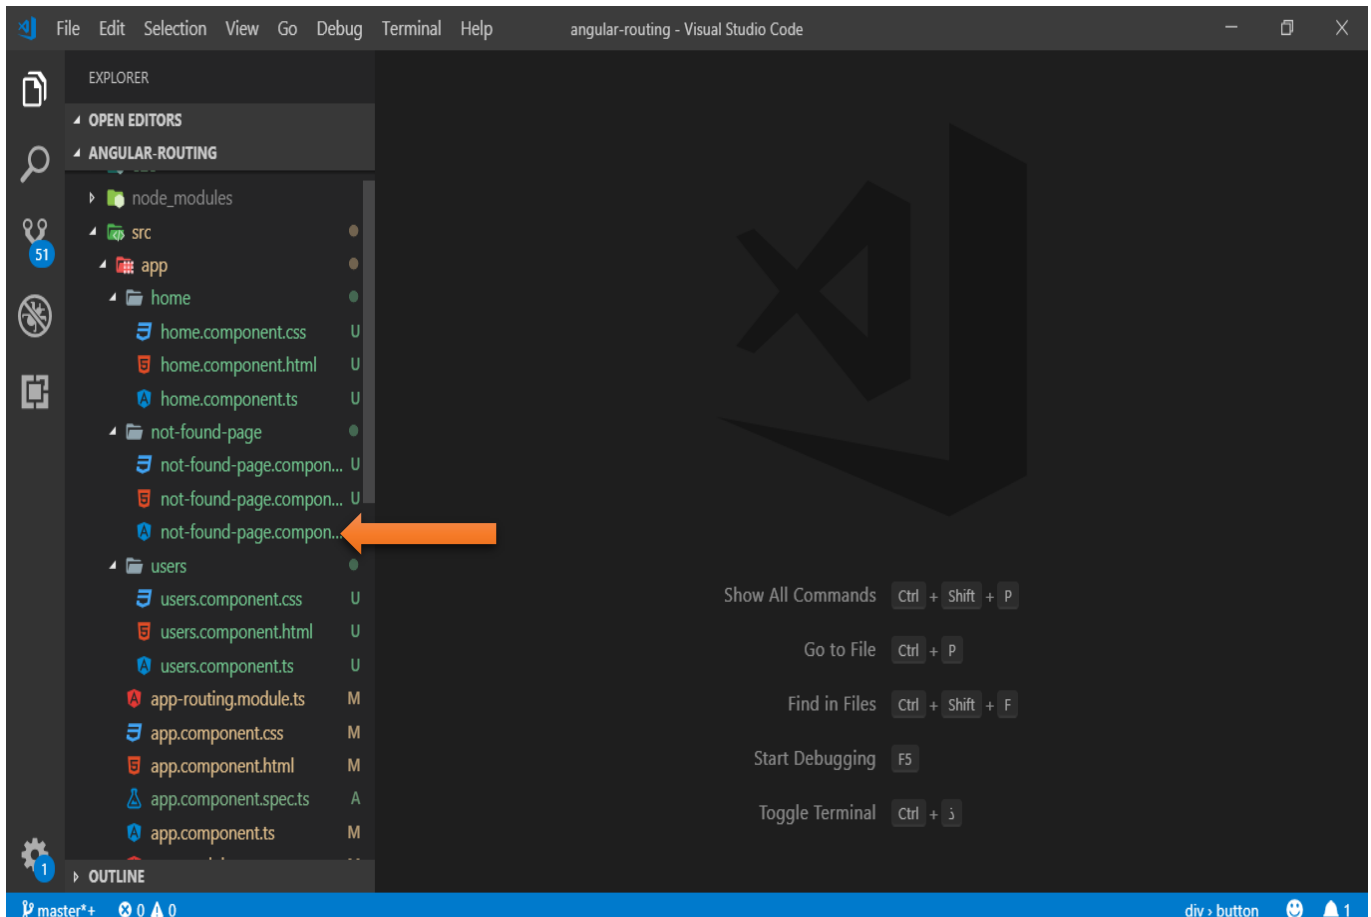 File Edit Selection View Go Debug Terminal Help angular-routing - Visual Studio Code
EXPLORER
OPEN EDITORS
ANGULAR-ROUTING
node_modules
src
app
home
home.component.css U
home.component.html U
home.component.ts U
not-found-page
not-found-page.compon... U
not-found-page.compon... U
not-found-page.compon...
users
users.component.css U
users.component.html U
users.component.ts U
app-routing.module.ts M
app.component.css M
app.component.html M
app.component.spec.ts A
app.component.ts M
OUTLINE
51
1
Show All Commands Ctrl + Shift + P
Go to File Ctrl + P
Find in Files Ctrl + Shift + F
Start Debugging F5
Toggle Terminal Ctrl + ذ
master*+ 0 0 div › button 1